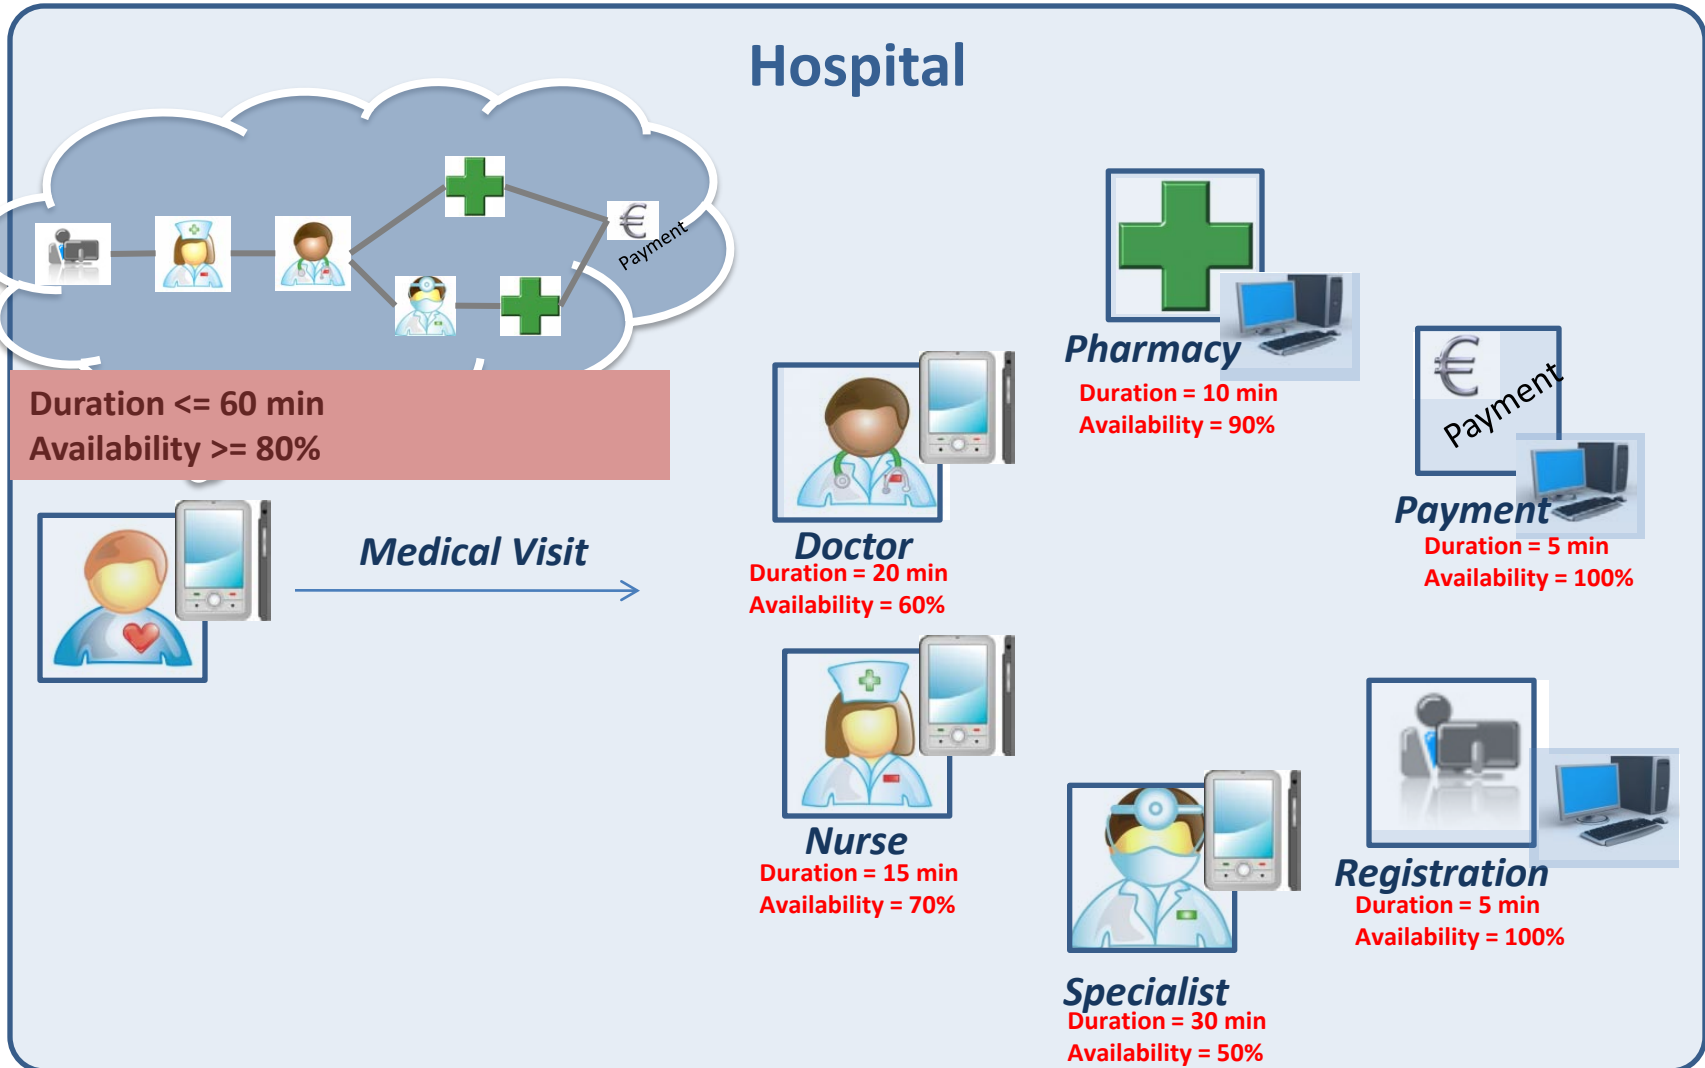 Hospital
Payment
Duration <= 60 min
Availability >= 80%
Medical Visit
Pharmacy
Duration = 10 min
Availability = 90%
€
Payment
Payment
Duration = 5 min
Availability = 100%
Doctor
Duration = 20 min
Availability = 60%
Nurse
Duration = 15 min
Availability = 70%
Registration
Duration = 5 min
Availability = 100%
Specialist
Duration = 30 min
Availability = 50%